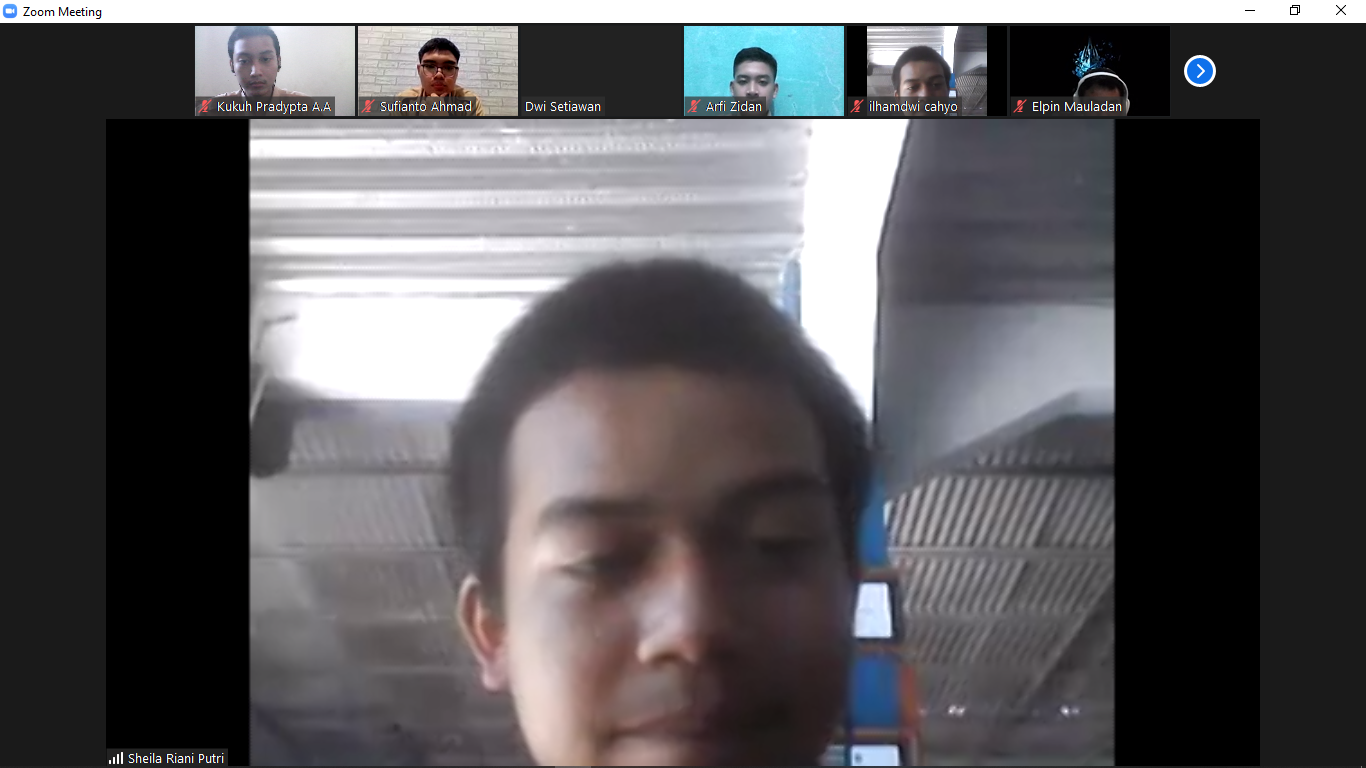 Zoom Meeting
Kukuh Pradypta A.A
Sufianto Ahmad
Dwi Setiawan
Arfi Zidan
ilhamdwi cahyo
Elpin Mauladan
Sheila Riani Putri